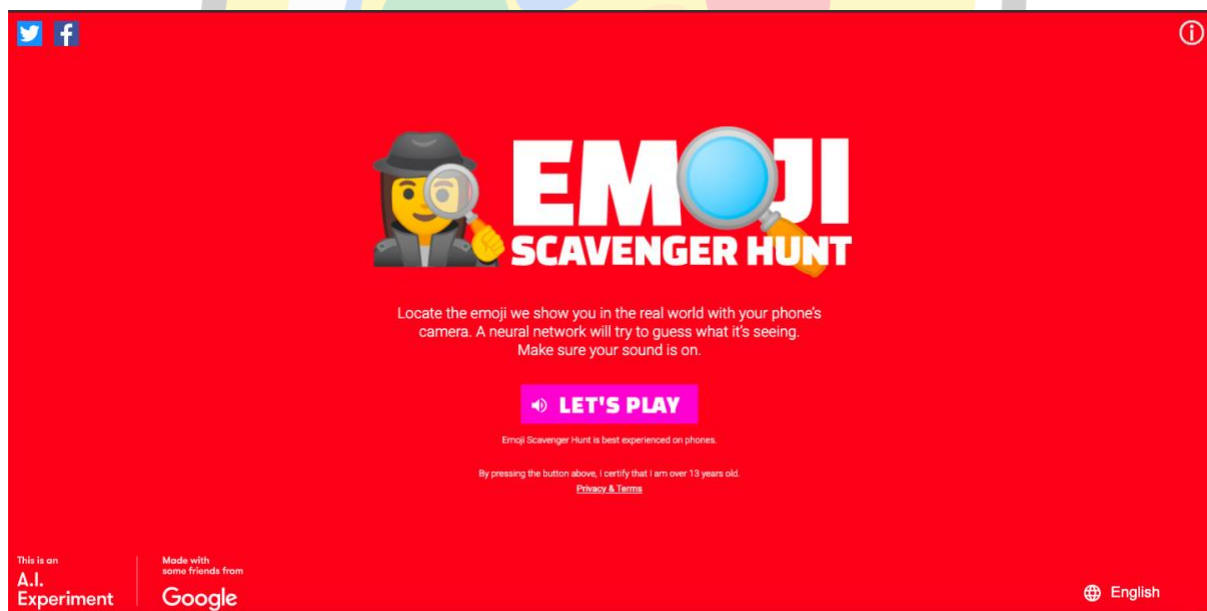 EMOJI
SCAVENGER HUNT
Locate the emoji we show you in the real world with your phone's
camera. A neural network will try to guess what it's seeing.
Make sure your sound is on.
LET'S PLAY
Emoji Scavenger Hunt is best experienced on phones.
By pressing the button above, I certify that I am over 13 years old.
Privacy & Terms
This is an
A.I.
Experiment
Made with
some friends from
Google
English